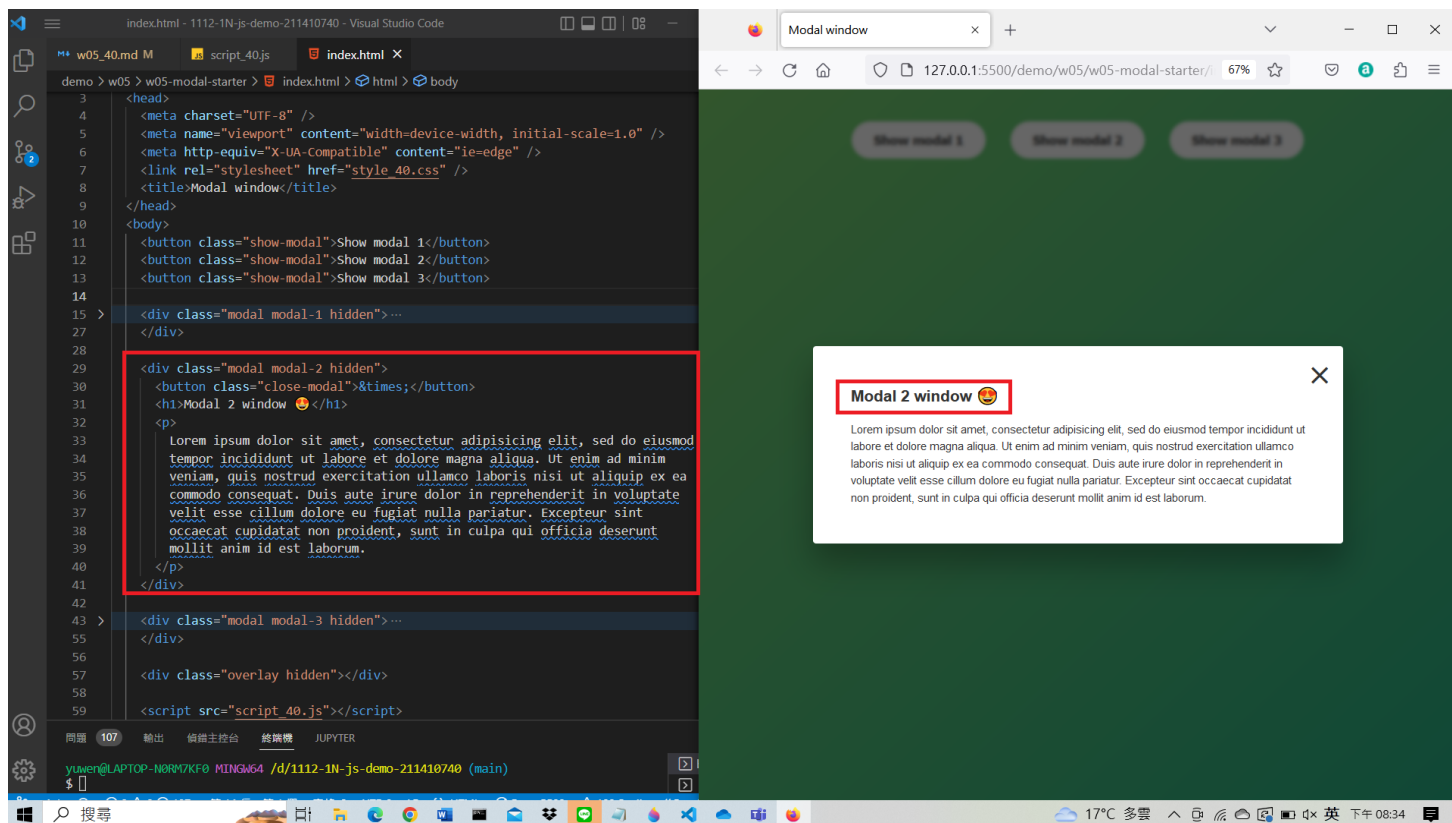 index.html - 1112-1N-js-demo-211410740 - Visual Studio Code
w05_40.md M
script_40.js
index.html
demo > w05 > w05-modal-starter > index.html > html > body
3 <head>
4 <meta charset="UTF-8" />
5 <meta name="viewport" content="width=device-width, initial-scale=1.0" />
6 <meta http-equiv="X-UA-Compatible" content="ie=edge" />
7 <link rel="stylesheet" href="style_40.css" />
8 <title>Modal window</title>
9 </head>
10 <body>
11 <button class="show-modal">Show modal 1</button>
12 <button class="show-modal">Show modal 2</button>
13 <button class="show-modal">Show modal 3</button>
14
15 > <div class="modal modal-1 hidden">…
27 </div>
28
29 <div class="modal modal-2 hidden">
30 <button class="close-modal">&times;</button>
31 <h1>Modal 2 window 😍</h1>
32 <p>
33 Lorem ipsum dolor sit amet, consectetur adipisicing elit, sed do eiusmod
34 tempor incididunt ut labore et dolore magna aliqua. Ut enim ad minim
35 veniam, quis nostrud exercitation ullamco laboris nisi ut aliquip ex ea
36 commodo consequat. Duis aute irure dolor in reprehenderit in voluptate
37 velit esse cillum dolore eu fugiat nulla pariatur. Excepteur sint
38 occaecat cupidatat non proident, sunt in culpa qui officia deserunt
39 mollit anim id est laborum.
40 </p>
41 </div>
42
43 > <div class="modal modal-3 hidden">…
55 </div>
56
57 <div class="overlay hidden"></div>
58
59 <script src="script_40.js"></script>
2
問題 107 輸出 偵錯主控台 終端機 JUPYTER
yuwen@LAPTOP-N0RM7KF0 MINGW64 /d/1112-1N-js-demo-211410740 (main)
$
Modal window
127.0.0.1:5500/demo/w05/w05-modal-starter/
67%
Show modal 1
Show modal 2
Show modal 3
Modal 2 window 😍
Lorem ipsum dolor sit amet, consectetur adipisicing elit, sed do eiusmod tempor incididunt ut
labore et dolore magna aliqua. Ut enim ad minim veniam, quis nostrud exercitation ullamco
laboris nisi ut aliquip ex ea commodo consequat. Duis aute irure dolor in reprehenderit in
voluptate velit esse cillum dolore eu fugiat nulla pariatur. Excepteur sint occaecat cupidatat
non proident, sunt in culpa qui officia deserunt mollit anim id est laborum.
搜尋
17°C 多雲
英
下午 08:34